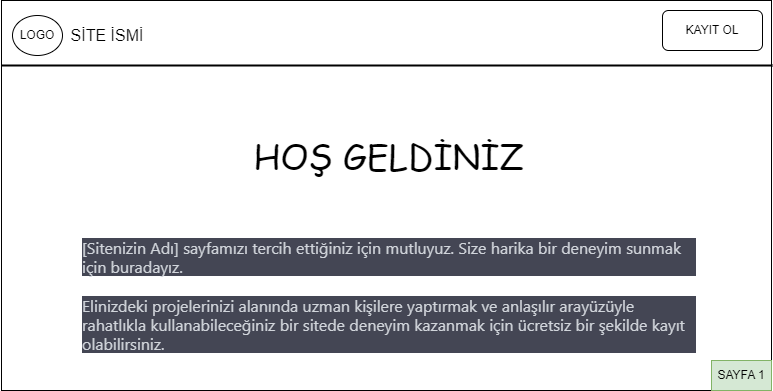 LOGO SİTE İSMİ KAYIT OL
HOŞ GELDİNİZ
[Sitenizin Adı] sayfamızı tercih ettiğiniz için mutluyuz. Size harika bir deneyim sunmak
için buradayız.
Elinizdeki projelerinizi alanında uzman kişilere yaptırmak ve anlaşılır arayüzüyle
rahatlıkla kullanabileceğiniz bir sitede deneyim kazanmak için ücretsiz bir şekilde kayıt
olabilirsiniz.
SAYFA 1